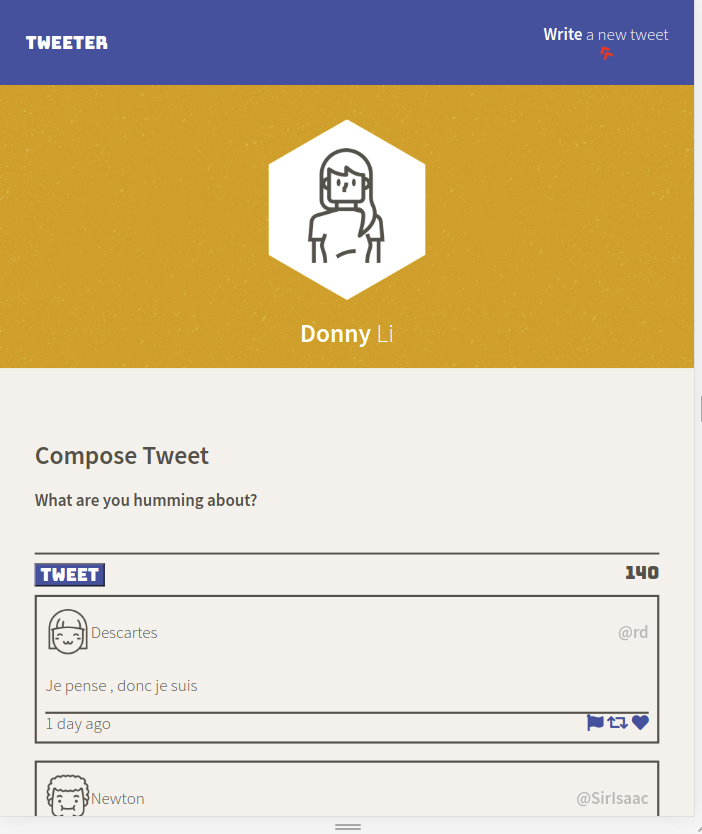 TWEETER
Write a new tweet
Donny Li
Compose Tweet
What are you humming about?
TWEET 140
Descartes @rd
Je pense , donc je suis
1 day ago
Newton @SirIsaac